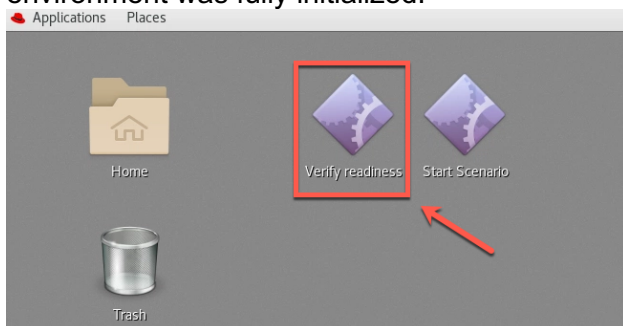 environment was fully initialized.
Applications Places
Home
Verify readiness
Start Scenario
Trash